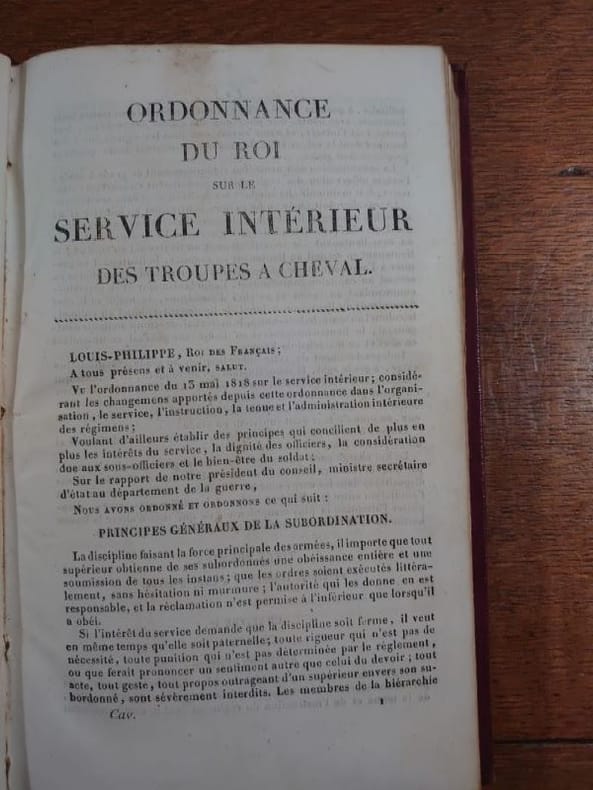 ORDONNANCE
DU ROI
SUR LE
SERVICE INTÉRIEUR
DES TROUPES A CHEVAL.
LOUIS-PHILIPPE, ROI DES FRANÇAIS;
A tous présens et à venir, SALUT.
VU l'ordonnance du 13 mai 1818 sur le service intérieur; considé-
rant les changemens apportés depuis cette ordonnance dans l'organi-
sation, le service, l'instruction, la tenue et l'administration intérieure
des régimens;
Voulant d'ailleurs établir des principes qui concilient de plus en
plus les intérêts du service, la dignité des officiers, la considération
due aux sous-officiers et le bien-être du soldat;
Sur le rapport de notre président du conseil, ministre secrétaire
d'état au département de la guerre,
NOUS AVONS ORDONNÉ ET ORDONNONS ce qui suit:
PRINCIPES GÉNÉRAUX DE LA SUBORDINATION.
La discipline faisant la force principale des armées, il importe que tout
supérieur obtienne de ses subordonnés une obéissance entière et une
soumission de tous les instans; que les ordres soient exécutés littéra-
lement, sans hésitation ni murmure; l'autorité qui les donne en est
responsable, et la réclamation n'est permise à l'inférieur que lorsqu'il
a obéi.
Si l'intérêt du service demande que la discipline soit ferme, il veut
en même temps qu'elle soit paternelle; toute rigueur qui n'est pas de
nécessité, toute punition qui n'est pas déterminée par le réglement,
ou que ferait prononcer un sentiment autre que celui du devoir; tout
acte, tout geste, tout propos outrageant d'un supérieur envers son su-
bordonné, sont sévèrement interdits. Les membres de la hiérarchie
Cav. 1